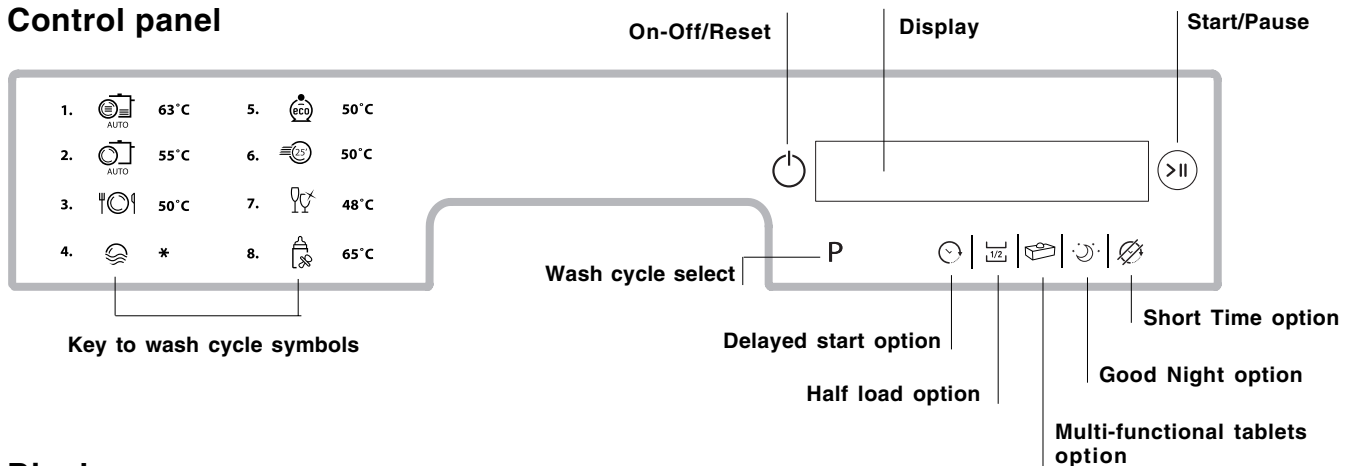 Control panel
On-Off/Reset
Display
Start/Pause
1. AUTO 63°C
5. eco 50°C
2. AUTO 55°C
6. 25' 50°C
3. 50°C
7. 48°C
4. *
8. 65°C
P
1/2
Wash cycle select
Key to wash cycle symbols
Delayed start option
Short Time option
Half load option
Good Night option
Multi-functional tablets
option